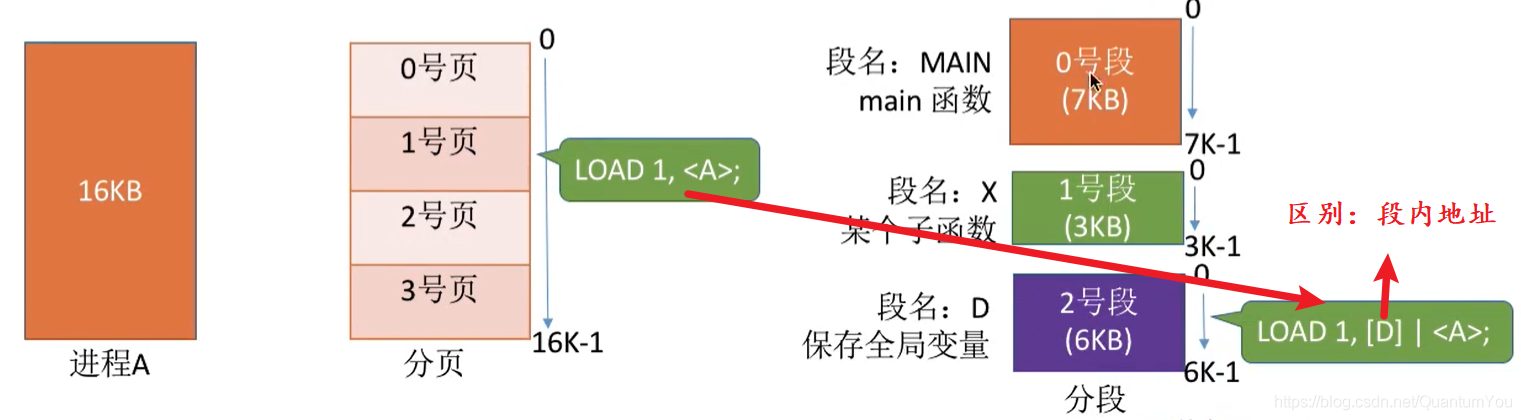 16KB
进程A
0号页
1号页
2号页
3号页
分页
0
16K-1
LOAD 1, <A>;
段名：MAIN
main 函数
0号段
(7KB)
0
7K-1
段名：X
某个子函数
1号段
(3KB)
0
3K-1
段名：D
保存全局变量
2号段
(6KB)
0
6K-1
分段
区别：段内地址
LOAD 1, [D] | <A>;
https://blog.csdn.net/QuantumYou